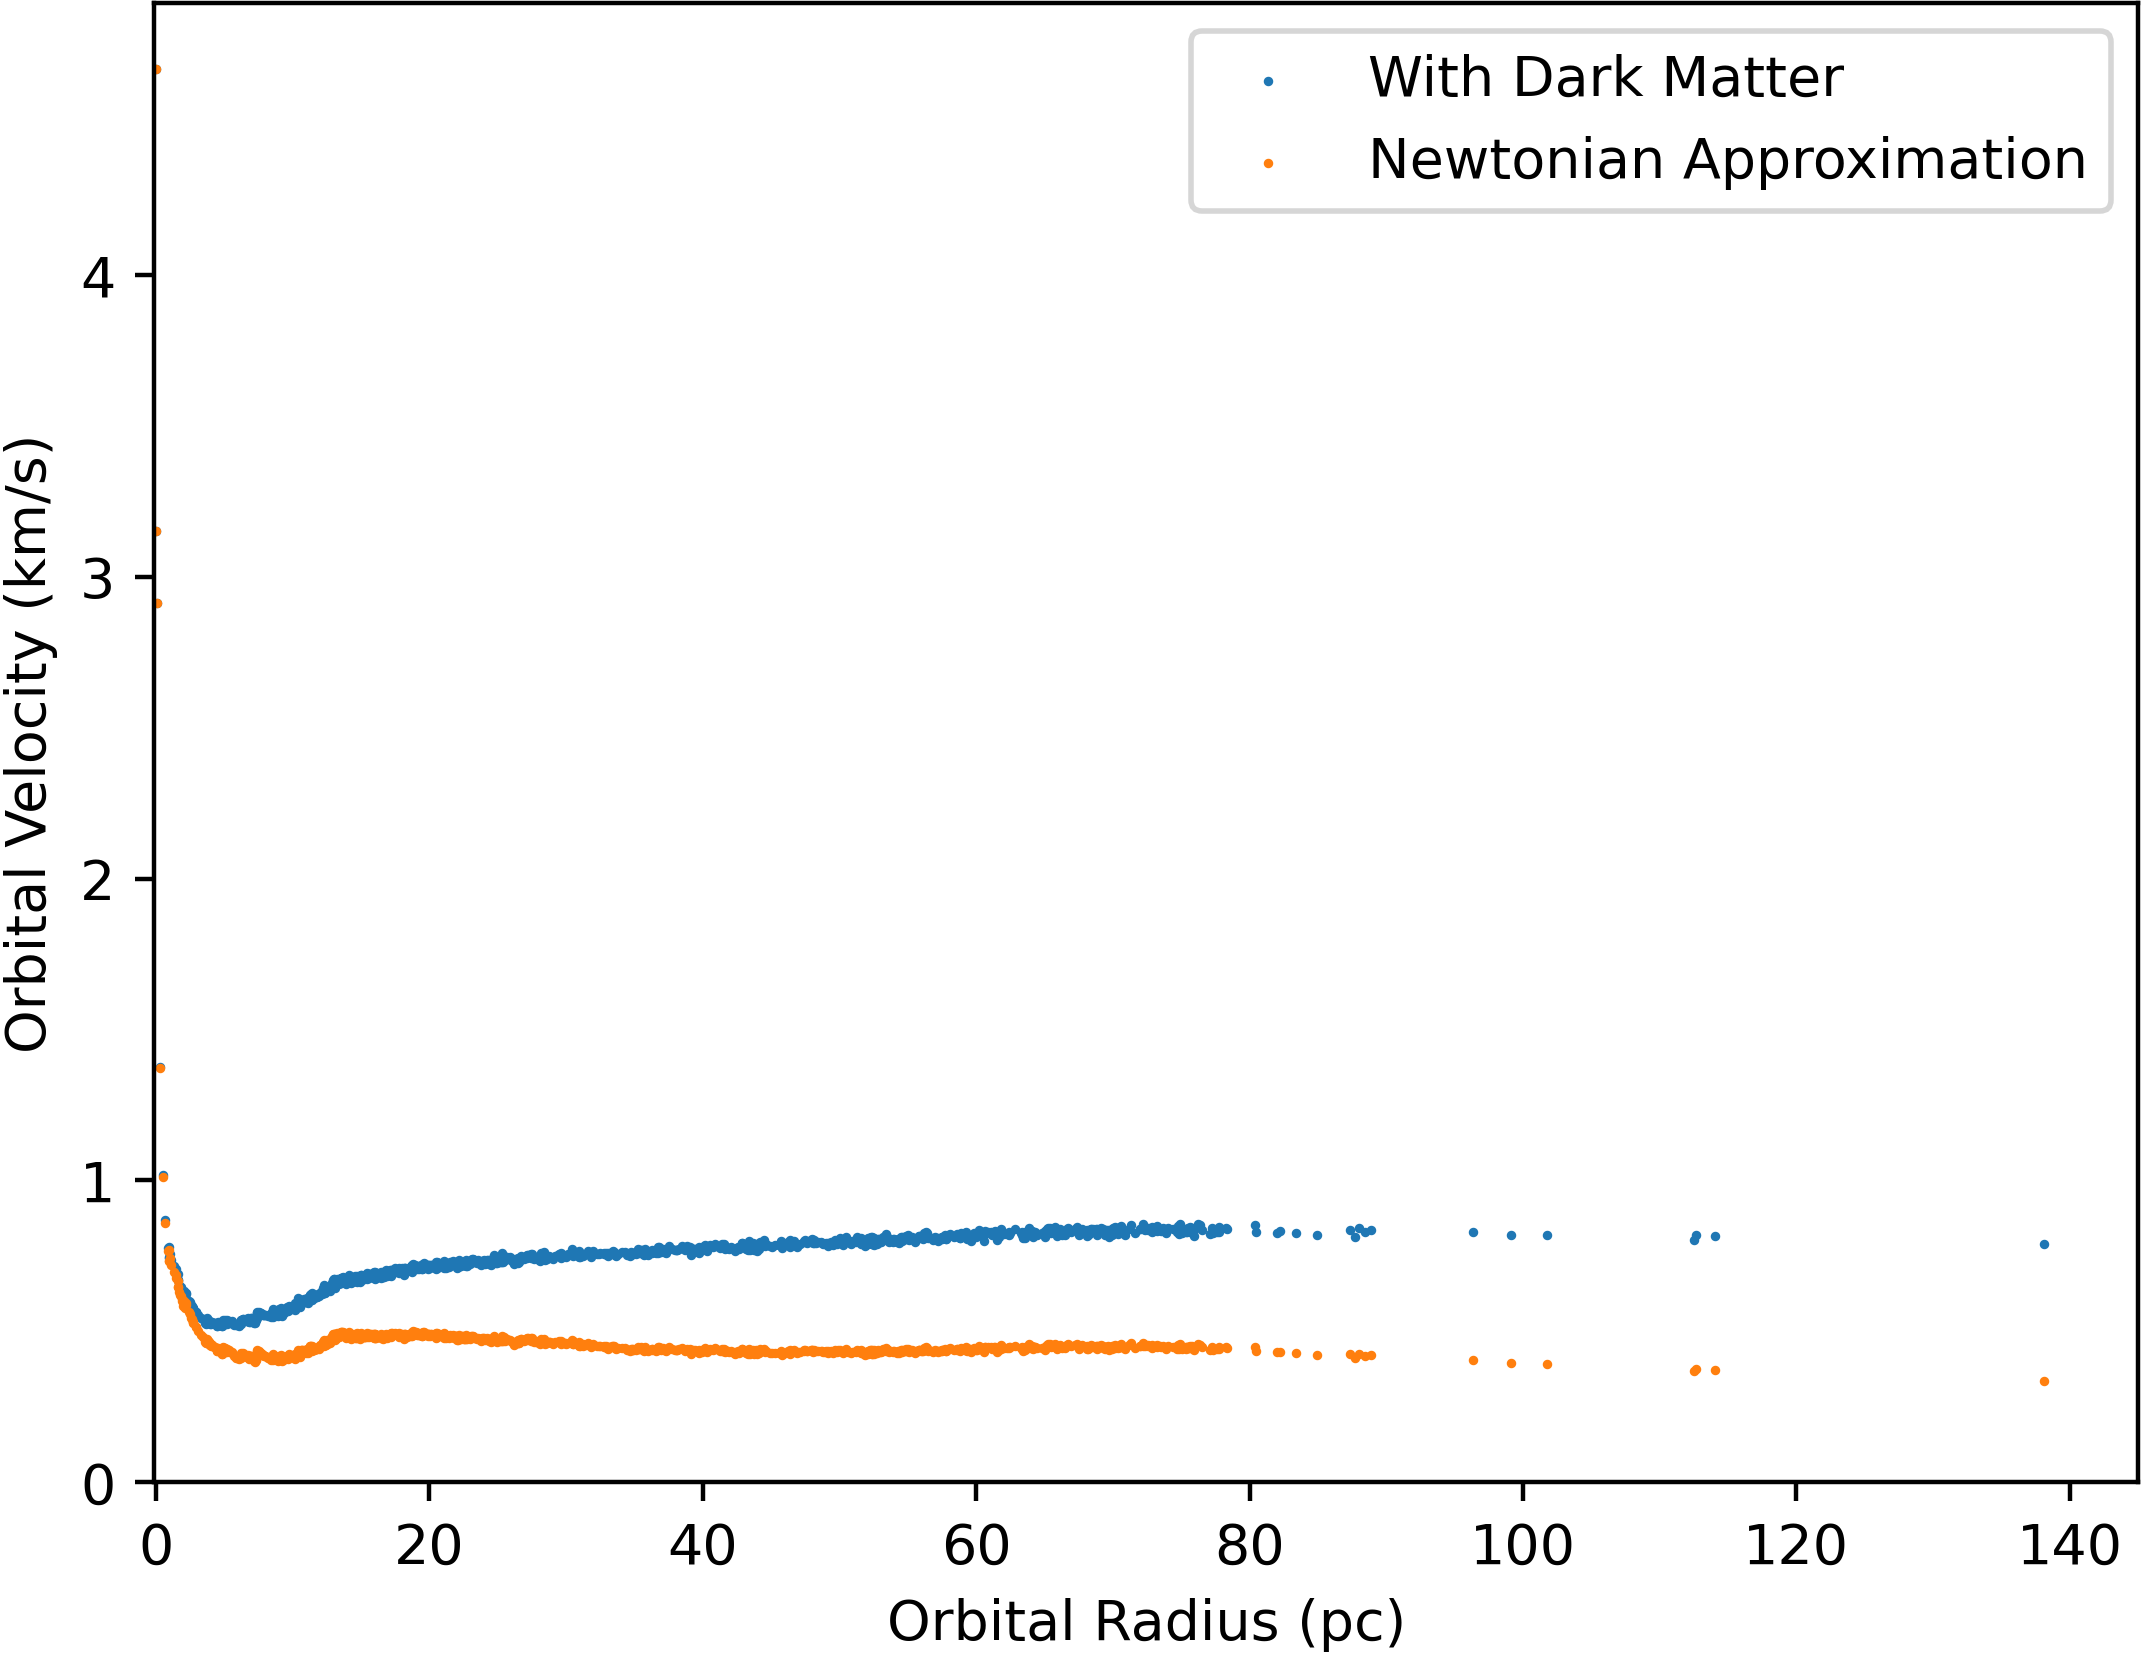 With Dark Matter
Newtonian Approximation
4
3
2
1
0
Orbital Velocity (km/s)
0 20 40 60 80 100 120 140
Orbital Radius (pc)